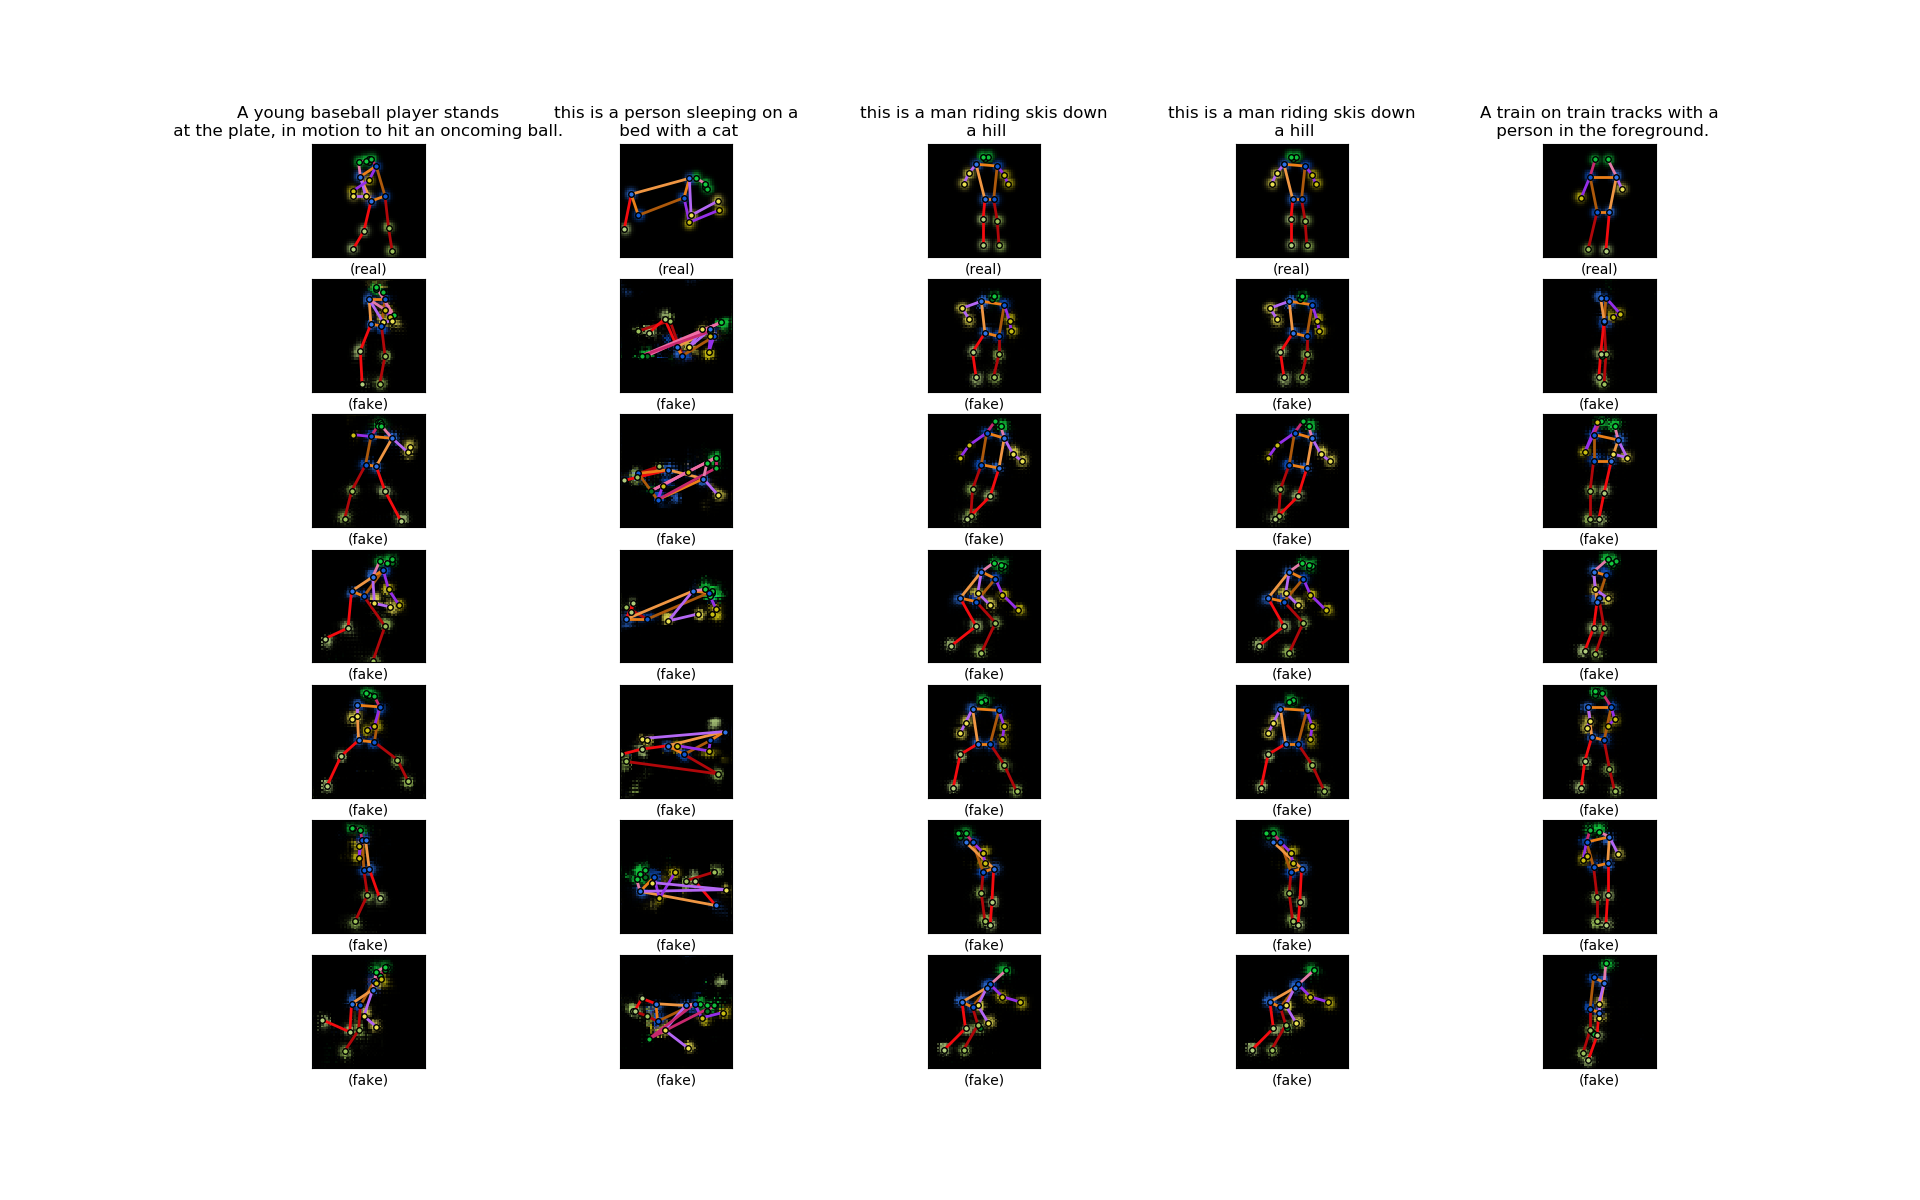 A young baseball player stands
at the plate, in motion to hit an oncoming ball.
this is a person sleeping on a
bed with a cat
this is a man riding skis down
a hill
this is a man riding skis down
a hill
A train on train tracks with a
person in the foreground.
(real) (real) (real) (real) (real)
(fake) (fake) (fake) (fake) (fake)
(fake) (fake) (fake) (fake) (fake)
(fake) (fake) (fake) (fake) (fake)
(fake) (fake) (fake) (fake) (fake)
(fake) (fake) (fake) (fake) (fake)
(fake) (fake) (fake) (fake) (fake)